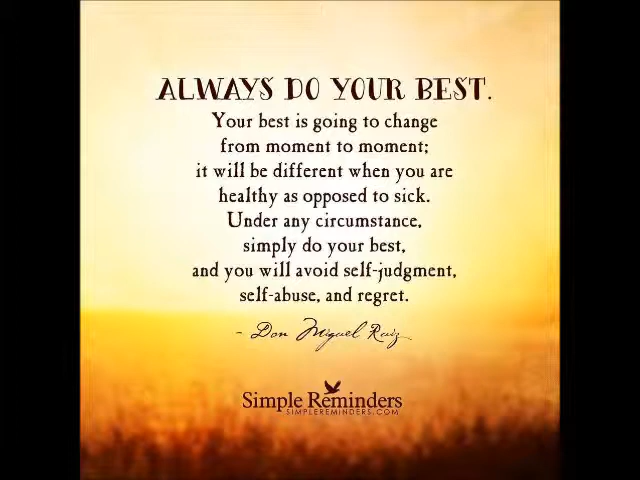 ALWAYS DO YOUR BEST.
Your best is going to change
from moment to moment;
it will be different when you are
healthy as opposed to sick.
Under any circumstance,
simply do your best,
and you will avoid self-judgment,
self-abuse, and regret.
- Don Miguel Ruiz
Simple Reminders
SIMPLEREMINDERS.COM